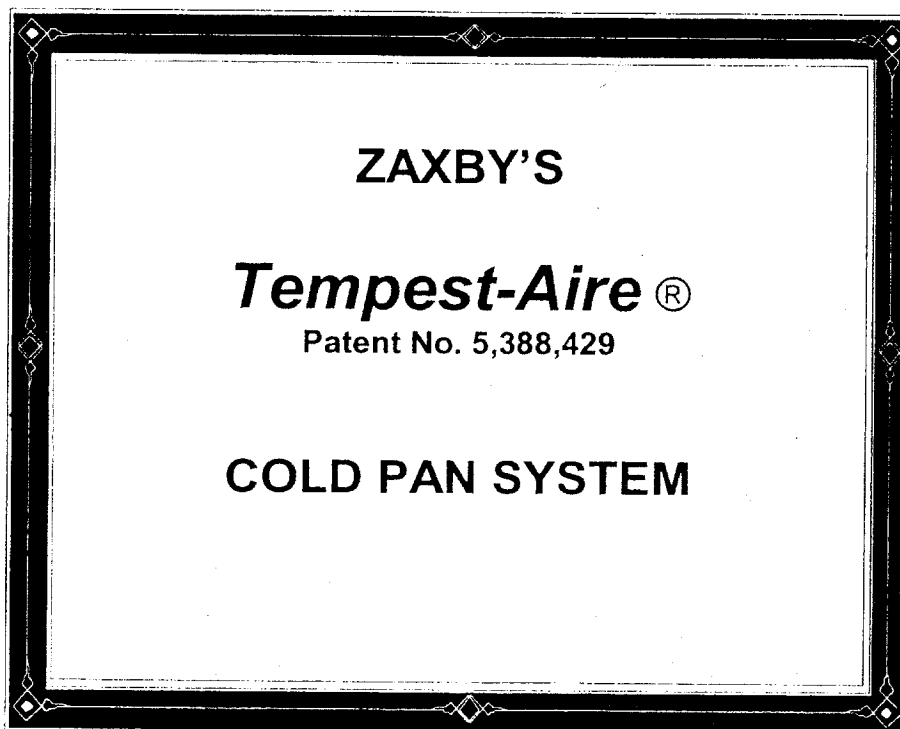 ZAXBY'S
Tempest-Aire ®
Patent No. 5,388,429
COLD PAN SYSTEM